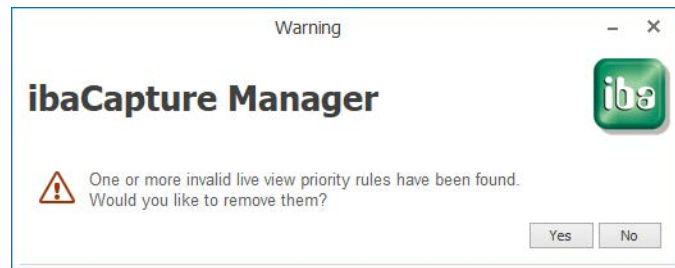 Warning
ibaCapture Manager
iba
One or more invalid live view priority rules have been found.
Would you like to remove them?
Yes No